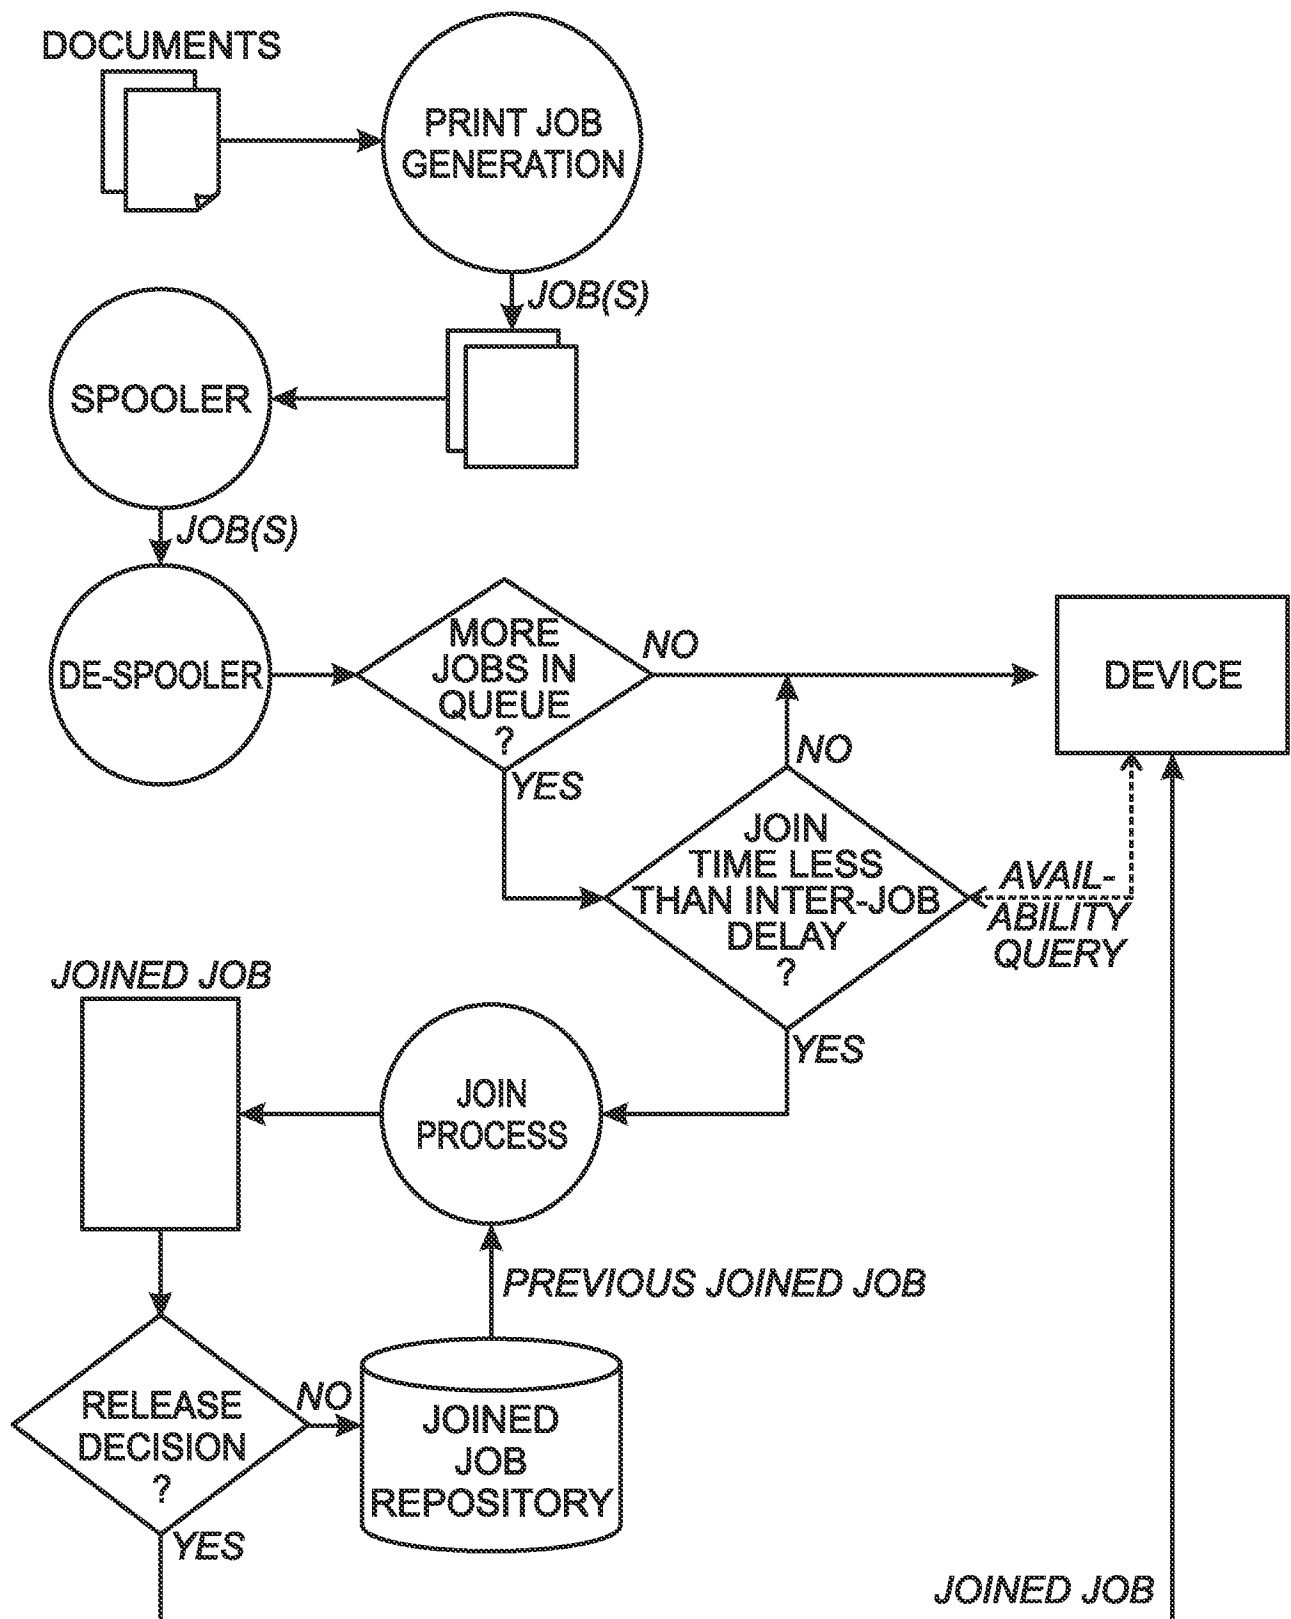 DOCUMENTS
PRINT JOB
GENERATION
JOB(S)
SPOOLER
JOB(S)
DE-SPOOLER
MORE
JOBS IN
QUEUE
?
NO
YES
DEVICE
NO
JOIN
TIME LESS
THAN INTER-JOB
DELAY
?
AVAIL-
ABILITY
QUERY
YES
JOINED JOB
JOIN
PROCESS
PREVIOUS JOINED JOB
RELEASE
DECISION
?
NO
YES
JOINED
JOB
REPOSITORY
JOINED JOB